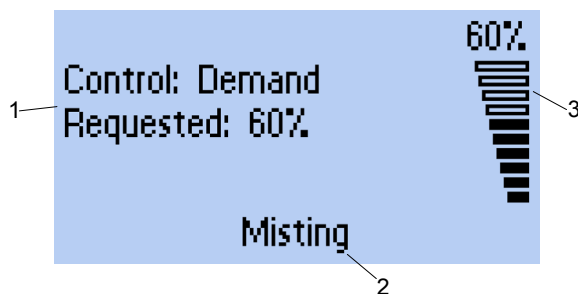 60%
Control: Demand
1
3
Requested: 60%
Misting
2